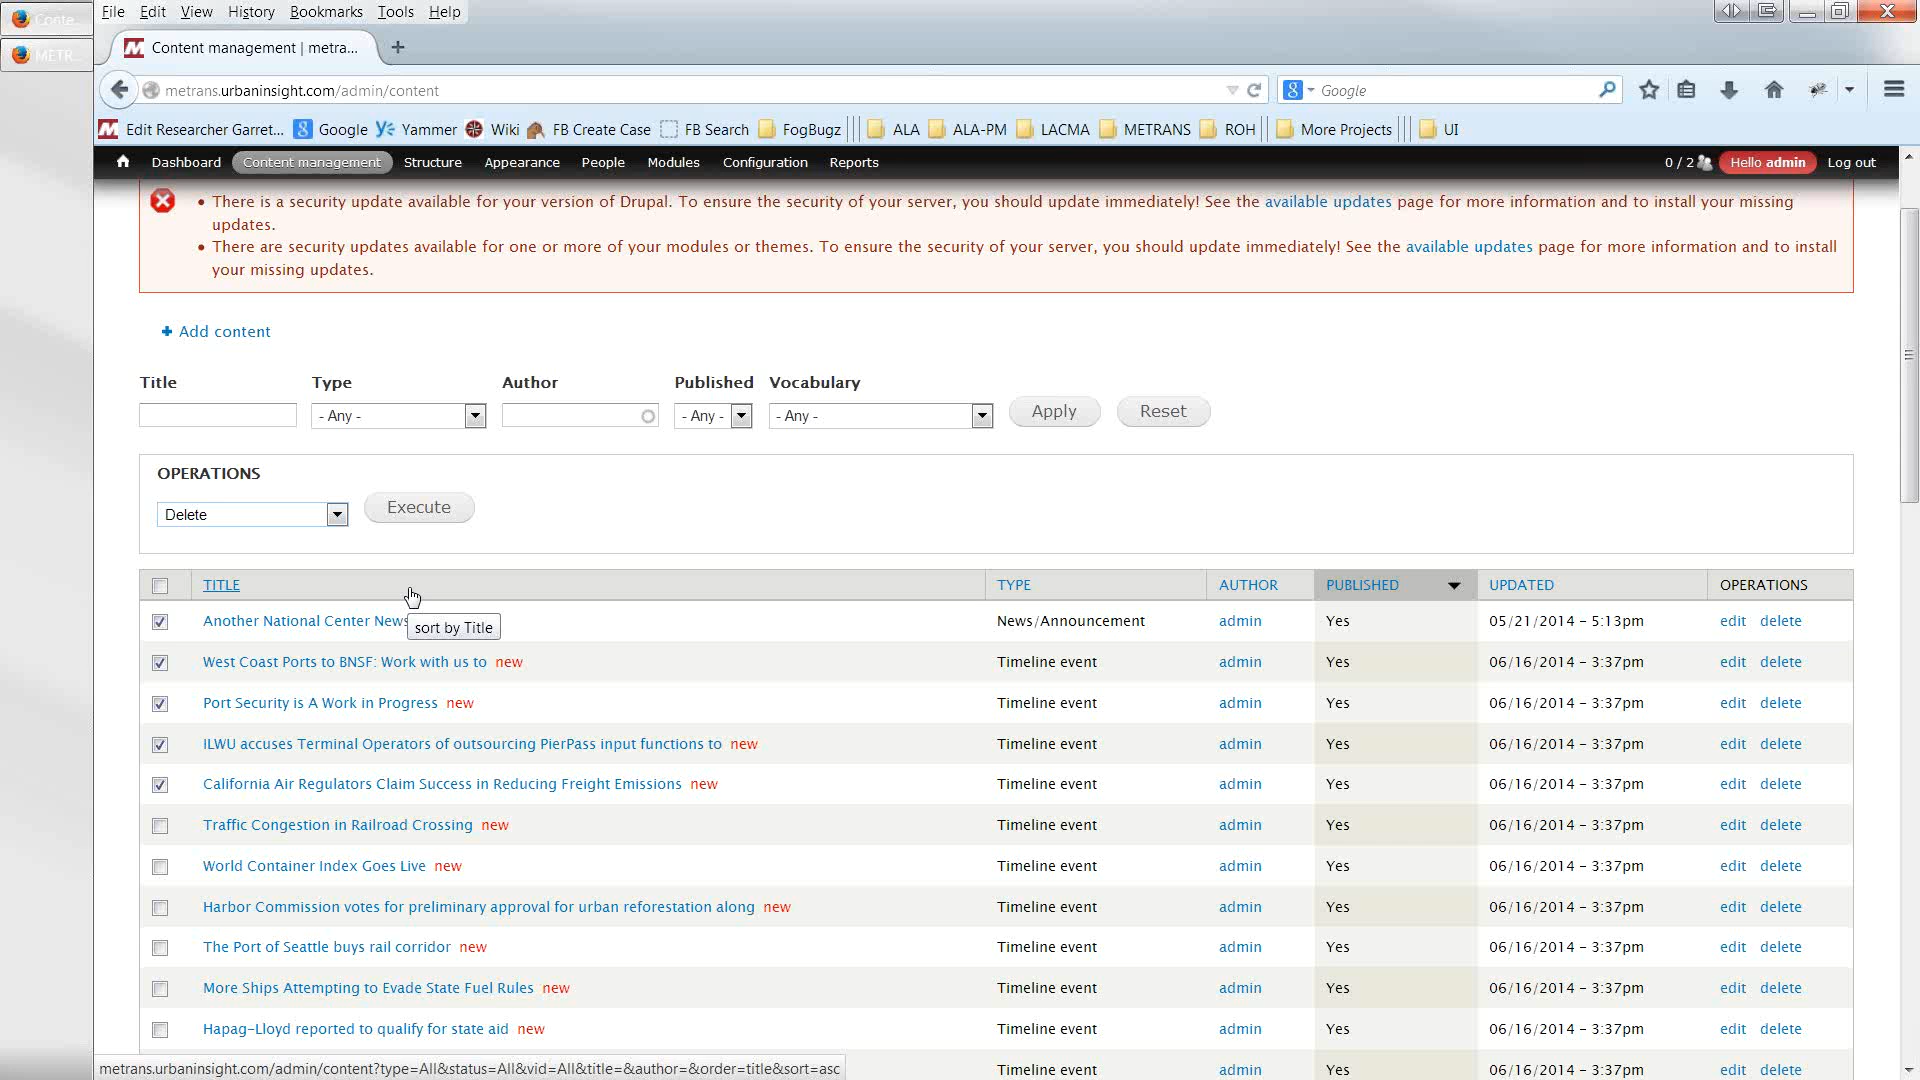 Conte
METR
File Edit View History Bookmarks Tools Help
Content management | metra...
metrans.urbaninsight.com/admin/content
Google
Edit Researcher Garret... Google Yammer Wiki FB Create Case FB Search FogBugz ALA ALA-PM LACMA METRANS ROH More Projects UI
Dashboard Content management Structure Appearance People Modules Configuration Reports 0 / 2 Hello admin Log out
• There is a security update available for your version of Drupal. To ensure the security of your server, you should update immediately! See the available updates page for more information and to install your missing
updates.
• There are security updates available for one or more of your modules or themes. To ensure the security of your server, you should update immediately! See the available updates page for more information and to install
your missing updates.
+ Add content
Title Type Author Published Vocabulary
- Any - - Any - - Any - Apply Reset
OPERATIONS
Delete Execute
TITLE TYPE AUTHOR PUBLISHED UPDATED OPERATIONS
Another National Center News News/Announcement admin Yes 05/21/2014 - 5:13pm edit delete
sort by Title
West Coast Ports to BNSF: Work with us to new Timeline event admin Yes 06/16/2014 - 3:37pm edit delete
Port Security is A Work in Progress new Timeline event admin Yes 06/16/2014 - 3:37pm edit delete
ILWU accuses Terminal Operators of outsourcing PierPass input functions to new Timeline event admin Yes 06/16/2014 - 3:37pm edit delete
California Air Regulators Claim Success in Reducing Freight Emissions new Timeline event admin Yes 06/16/2014 - 3:37pm edit delete
Traffic Congestion in Railroad Crossing new Timeline event admin Yes 06/16/2014 - 3:37pm edit delete
World Container Index Goes Live new Timeline event admin Yes 06/16/2014 - 3:37pm edit delete
Harbor Commission votes for preliminary approval for urban reforestation along new Timeline event admin Yes 06/16/2014 - 3:37pm edit delete
The Port of Seattle buys rail corridor new Timeline event admin Yes 06/16/2014 - 3:37pm edit delete
More Ships Attempting to Evade State Fuel Rules new Timeline event admin Yes 06/16/2014 - 3:37pm edit delete
Hapag-Lloyd reported to qualify for state aid new Timeline event admin Yes 06/16/2014 - 3:37pm edit delete
Timeline event admin Yes 06/16/2014 - 3:37pm edit delete
metrans.urbaninsight.com/admin/content?type=All&status=All&vid=All&title=&author=&order=title&sort=asc